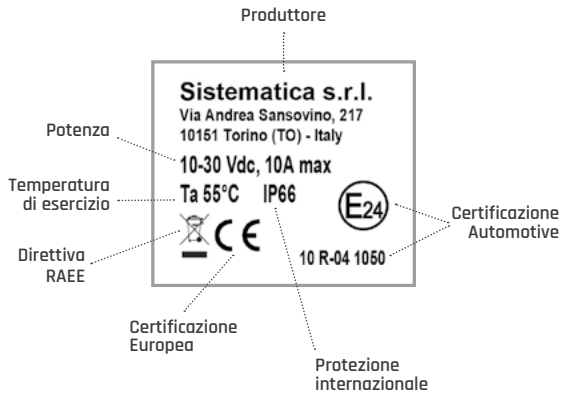 Produttore
Sistematica s.r.l.
Via Andrea Sansovino, 217
10151 Torino (TO) - Italy
Potenza
10-30 Vdc, 10A max
Temperatura
di esercizio
Ta 55°C IP66
E24
Certificazione
Automotive
Direttiva
RAEE
CE
10 R-04 1050
Certificazione
Europea
Protezione
internazionale